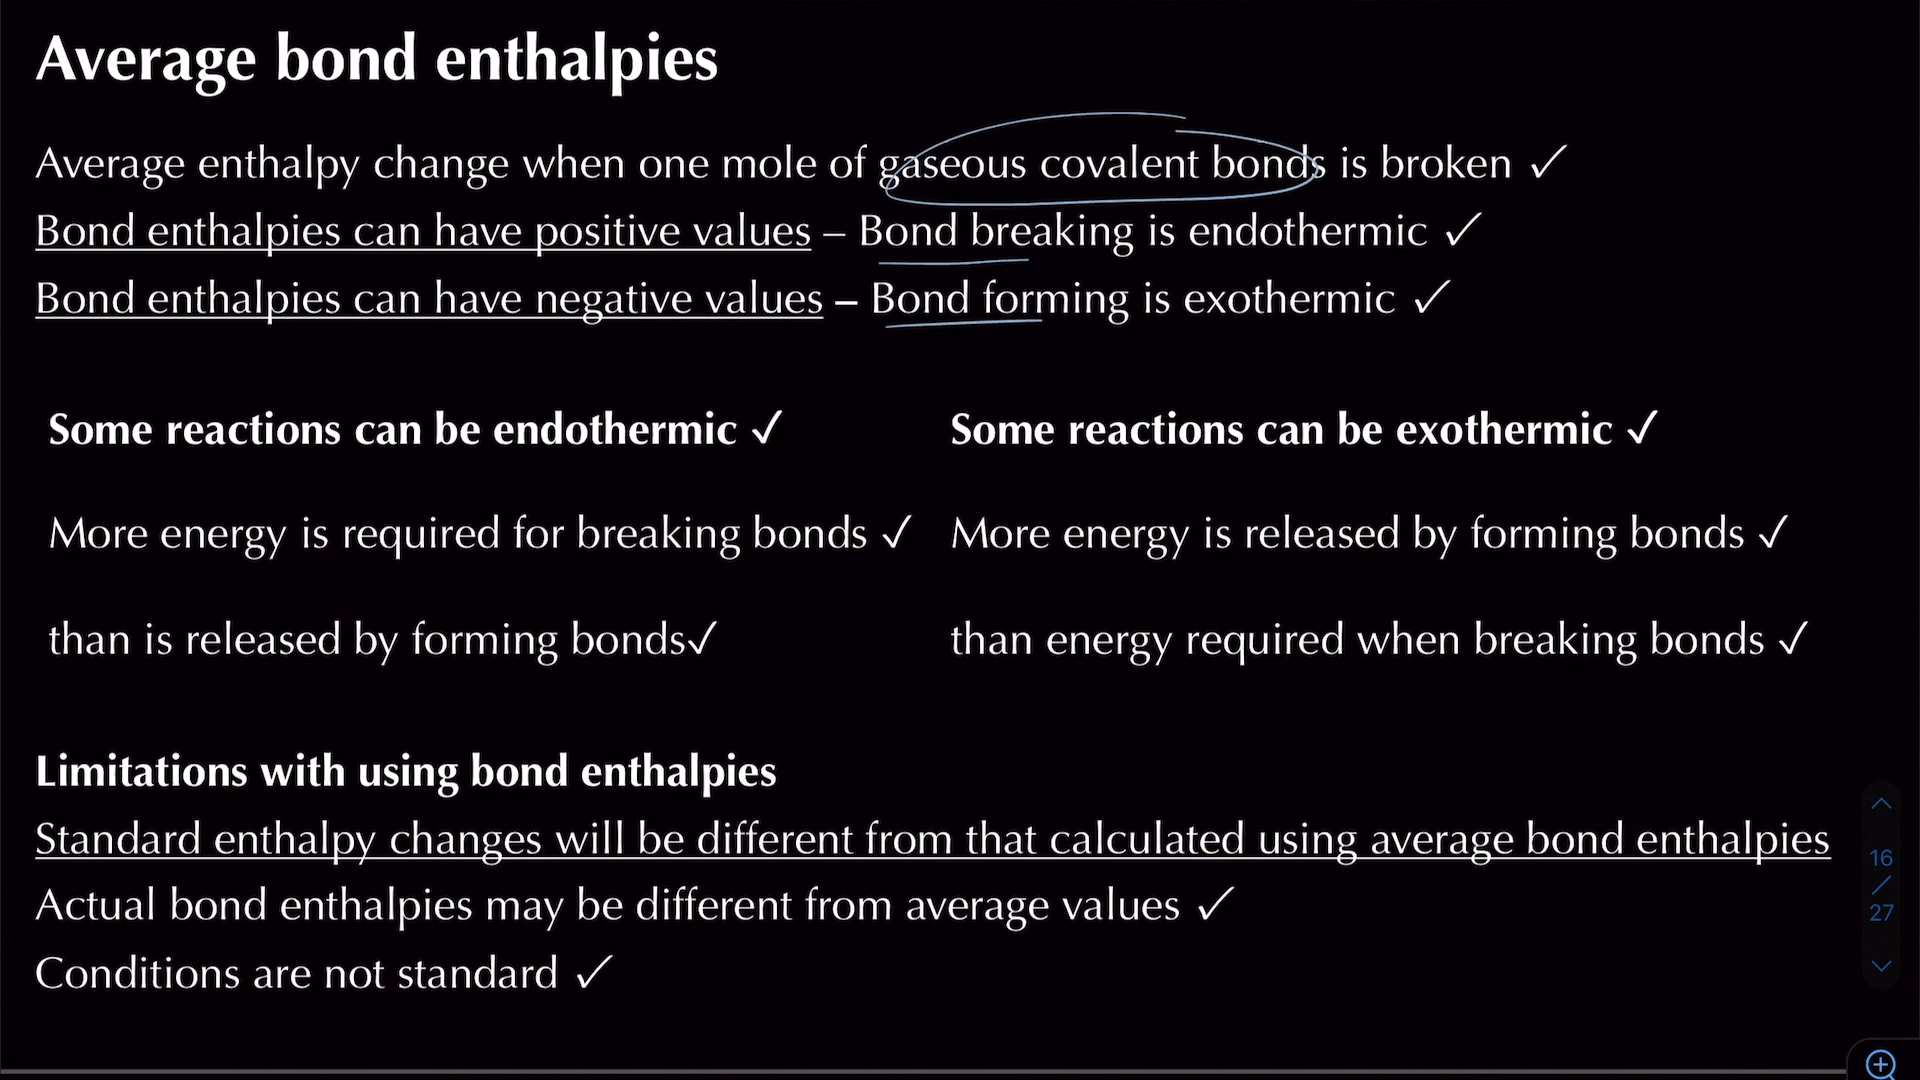 Average bond enthalpies
Average enthalpy change when one mole of gaseous covalent bonds is broken ✓
Bond enthalpies can have positive values – Bond breaking is endothermic ✓
Bond enthalpies can have negative values – Bond forming is exothermic ✓
Some reactions can be endothermic ✓
More energy is required for breaking bonds ✓
than is released by forming bonds✓
Some reactions can be exothermic ✓
More energy is released by forming bonds ✓
than energy required when breaking bonds ✓
Limitations with using bond enthalpies
Standard enthalpy changes will be different from that calculated using average bond enthalpies
Actual bond enthalpies may be different from average values ✓
Conditions are not standard ✓
16
/
27